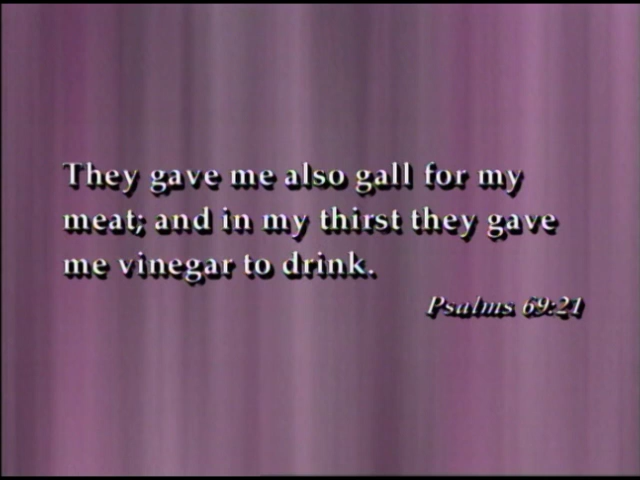 They gave me also gall for my
meat; and in my thirst they gave
me vinegar to drink.
Psalms 69:21